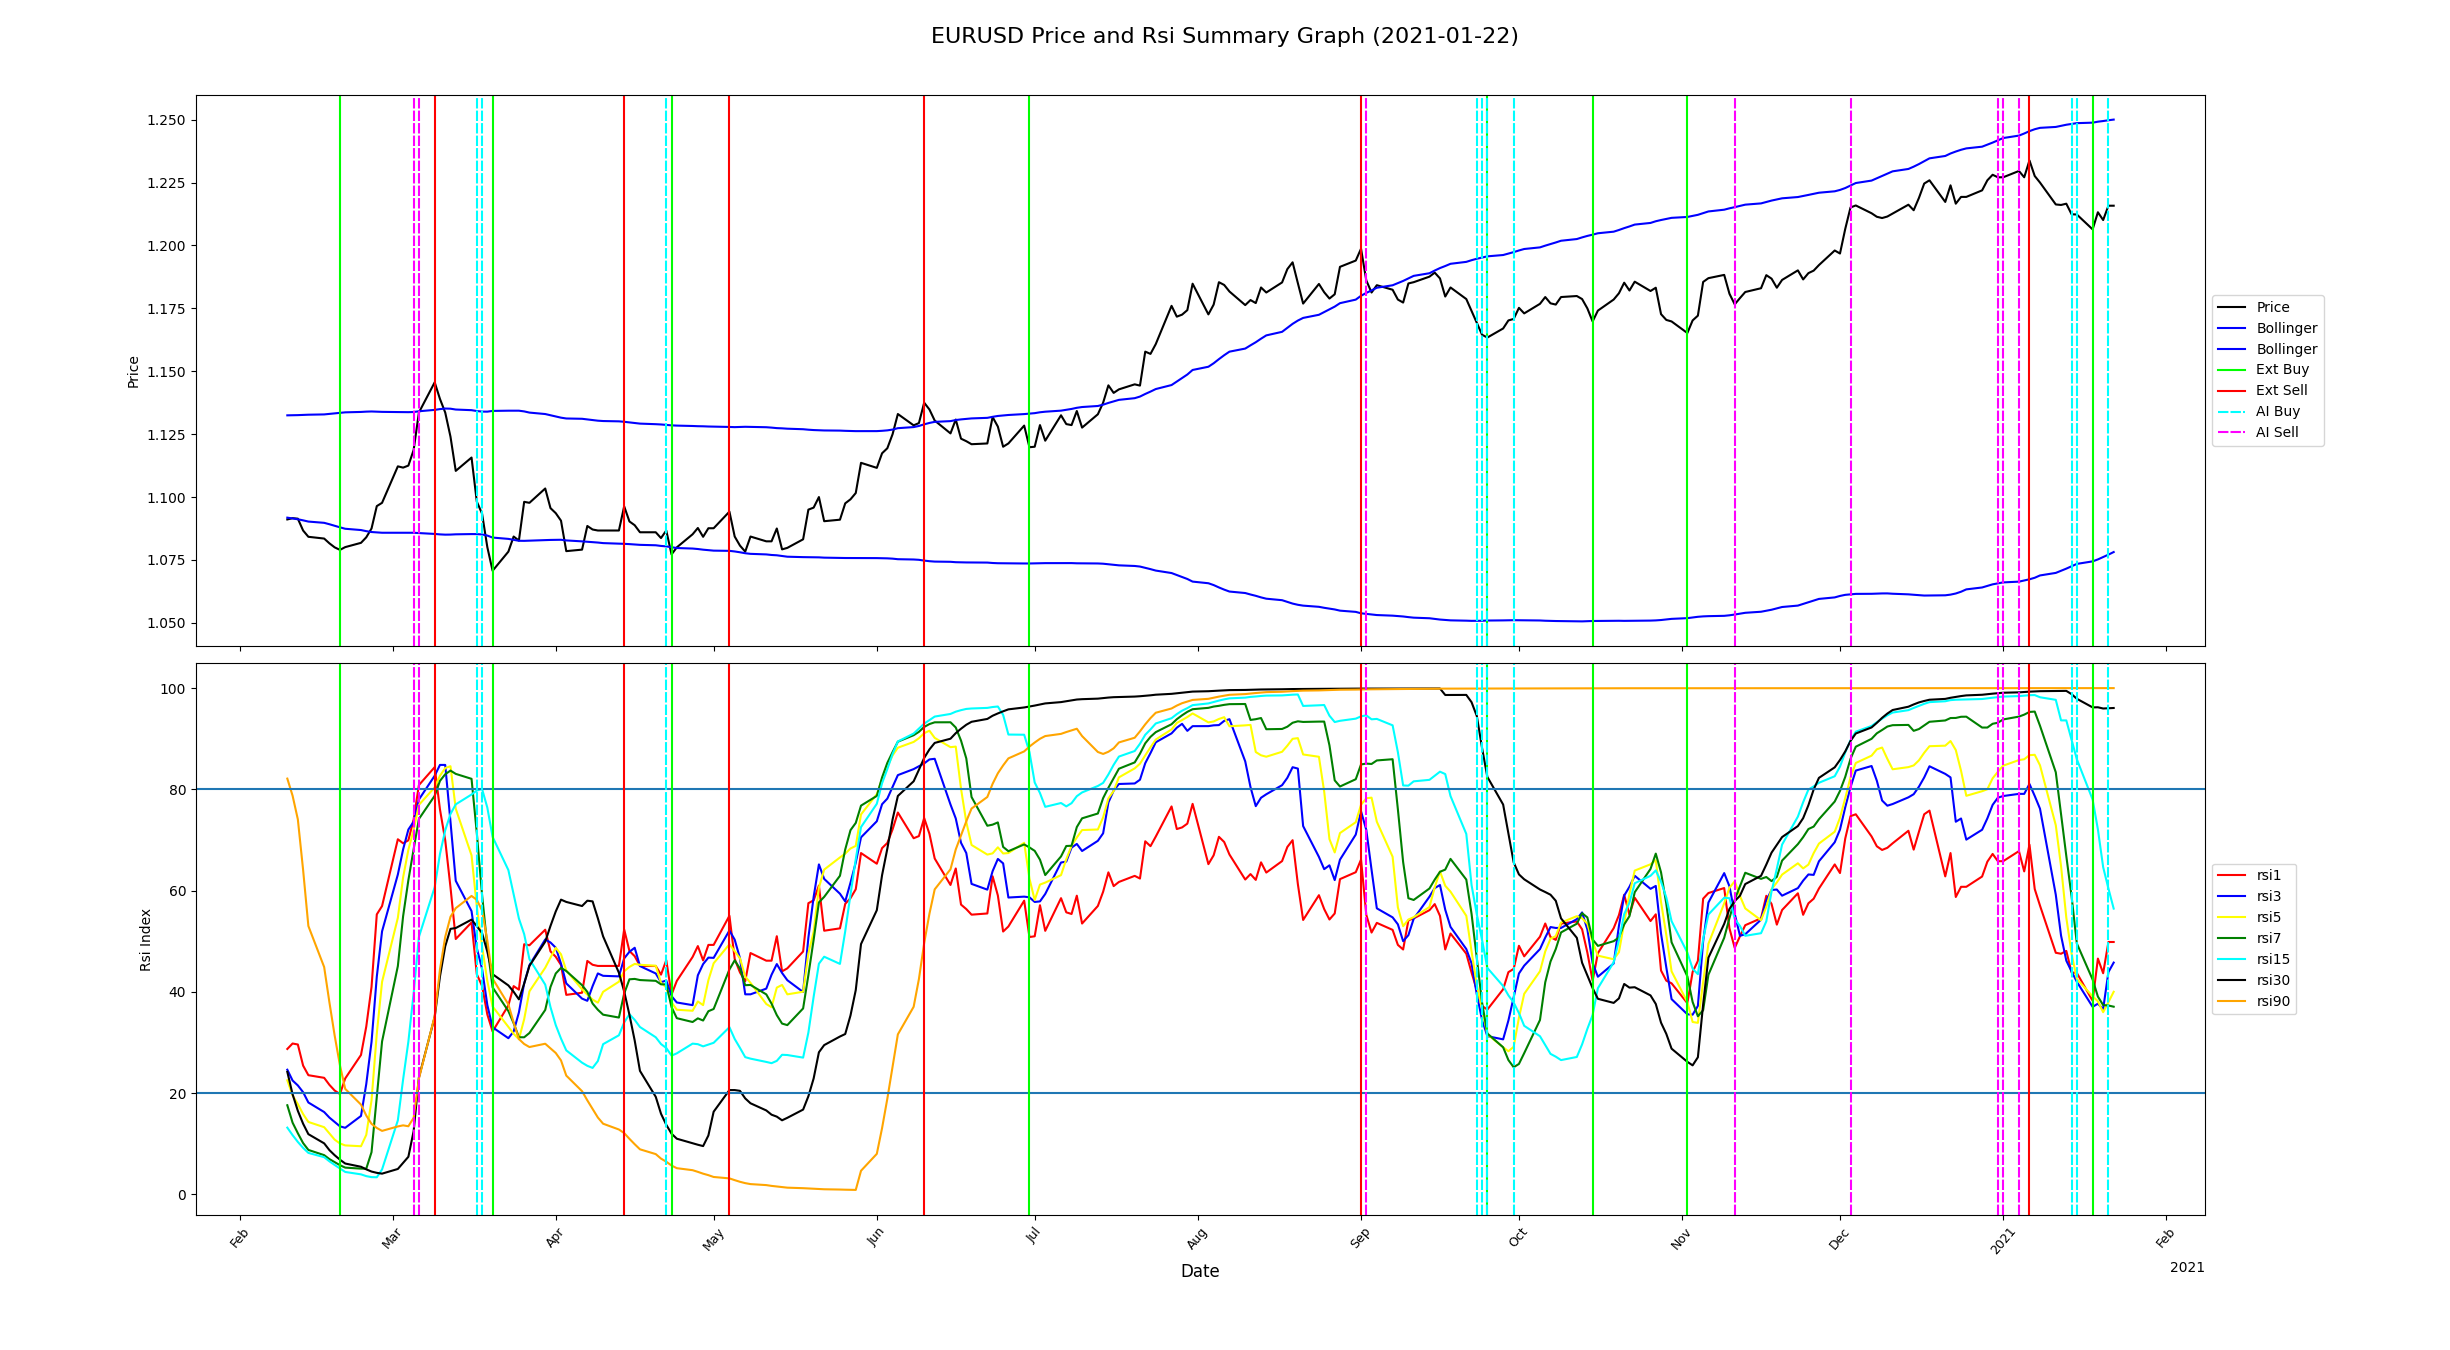 EURUSD Price and Rsi Summary Graph (2021-01-22)
1.250
1.225
1.200
1.175
1.150
1.125
1.100
1.075
1.050
Price
Price
Bollinger
Bollinger
Ext Buy
Ext Sell
AI Buy
AI Sell
100
80
60
40
20
0
Rsi Index
rsi1
rsi3
rsi5
rsi7
rsi15
rsi30
rsi90
Feb
Mar
Apr
May
Jun
Jul
Aug
Sep
Oct
Nov
Dec
2021
Feb
Date
2021